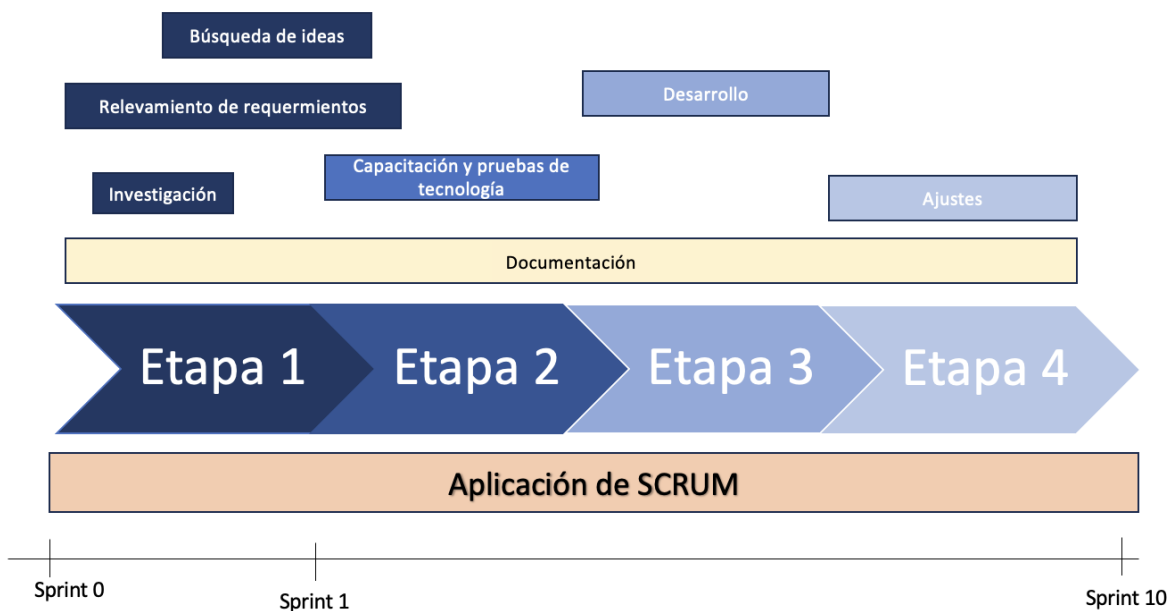 Búsqueda de ideas
Relevamiento de requermientos
Desarrollo
Capacitación y pruebas de
tecnología
Investigación
Ajustes
Documentación
Etapa 1
Etapa 2
Etapa 3
Etapa 4
Aplicación de SCRUM
Sprint 0
Sprint 1
Sprint 10